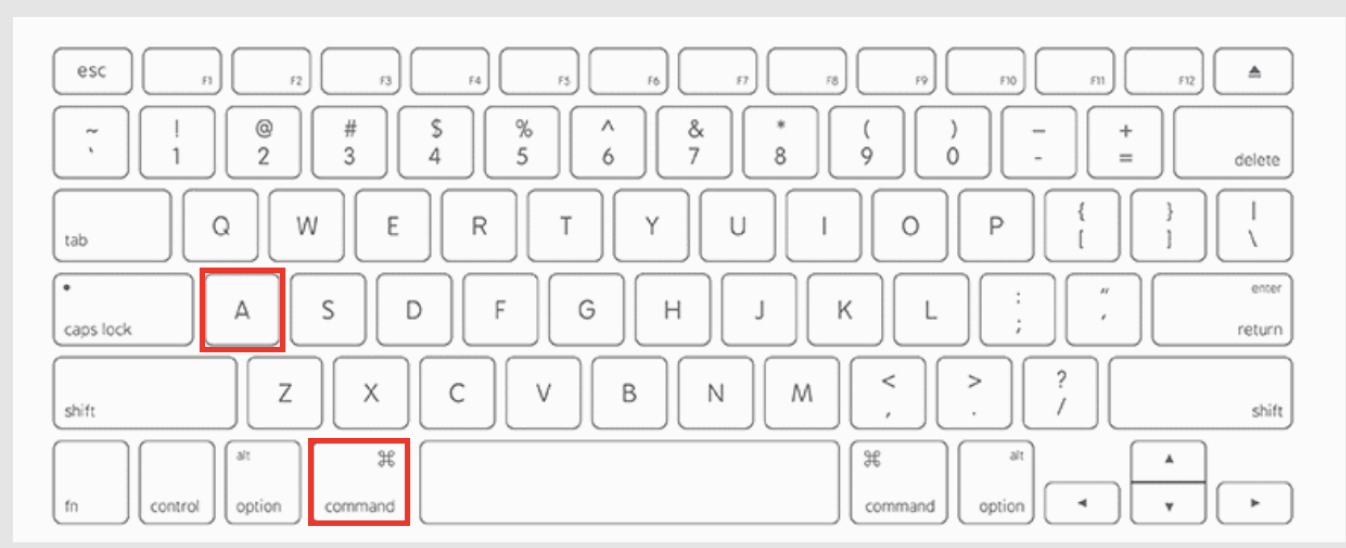 esc F1 F2 F3 F4 F5 F6 F7 F8 F9 F10 F11 F12
~ ! @ # $ % ^ & * ( ) – +
` 1 2 3 4 5 6 7 8 9 0 - = delete
tab Q W E R T Y U I O P { } |
[ ] \
caps lock A S D F G H J K L : " enter
; ' return
shift Z X C V B N M < > ? shift
, . /
alt ⌘ ⌘ alt ▲
fn control option command command option ◄ ▼ ►